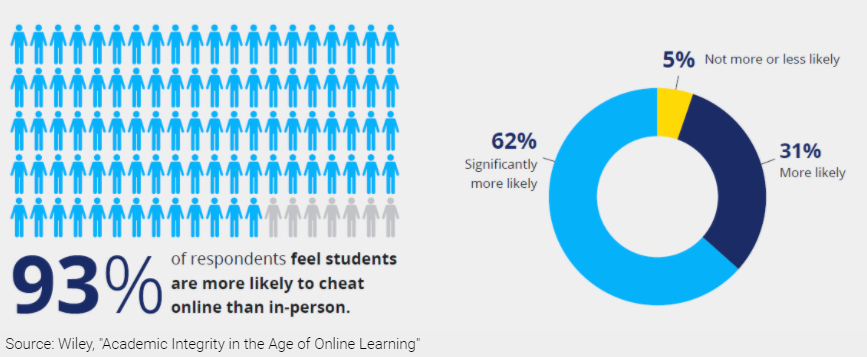 93%
of respondents feel students
are more likely to cheat
online than in-person.
5% Not more or less likely
62%
Significantly
more likely
31%
More likely
Source: Wiley, "Academic Integrity in the Age of Online Learning"